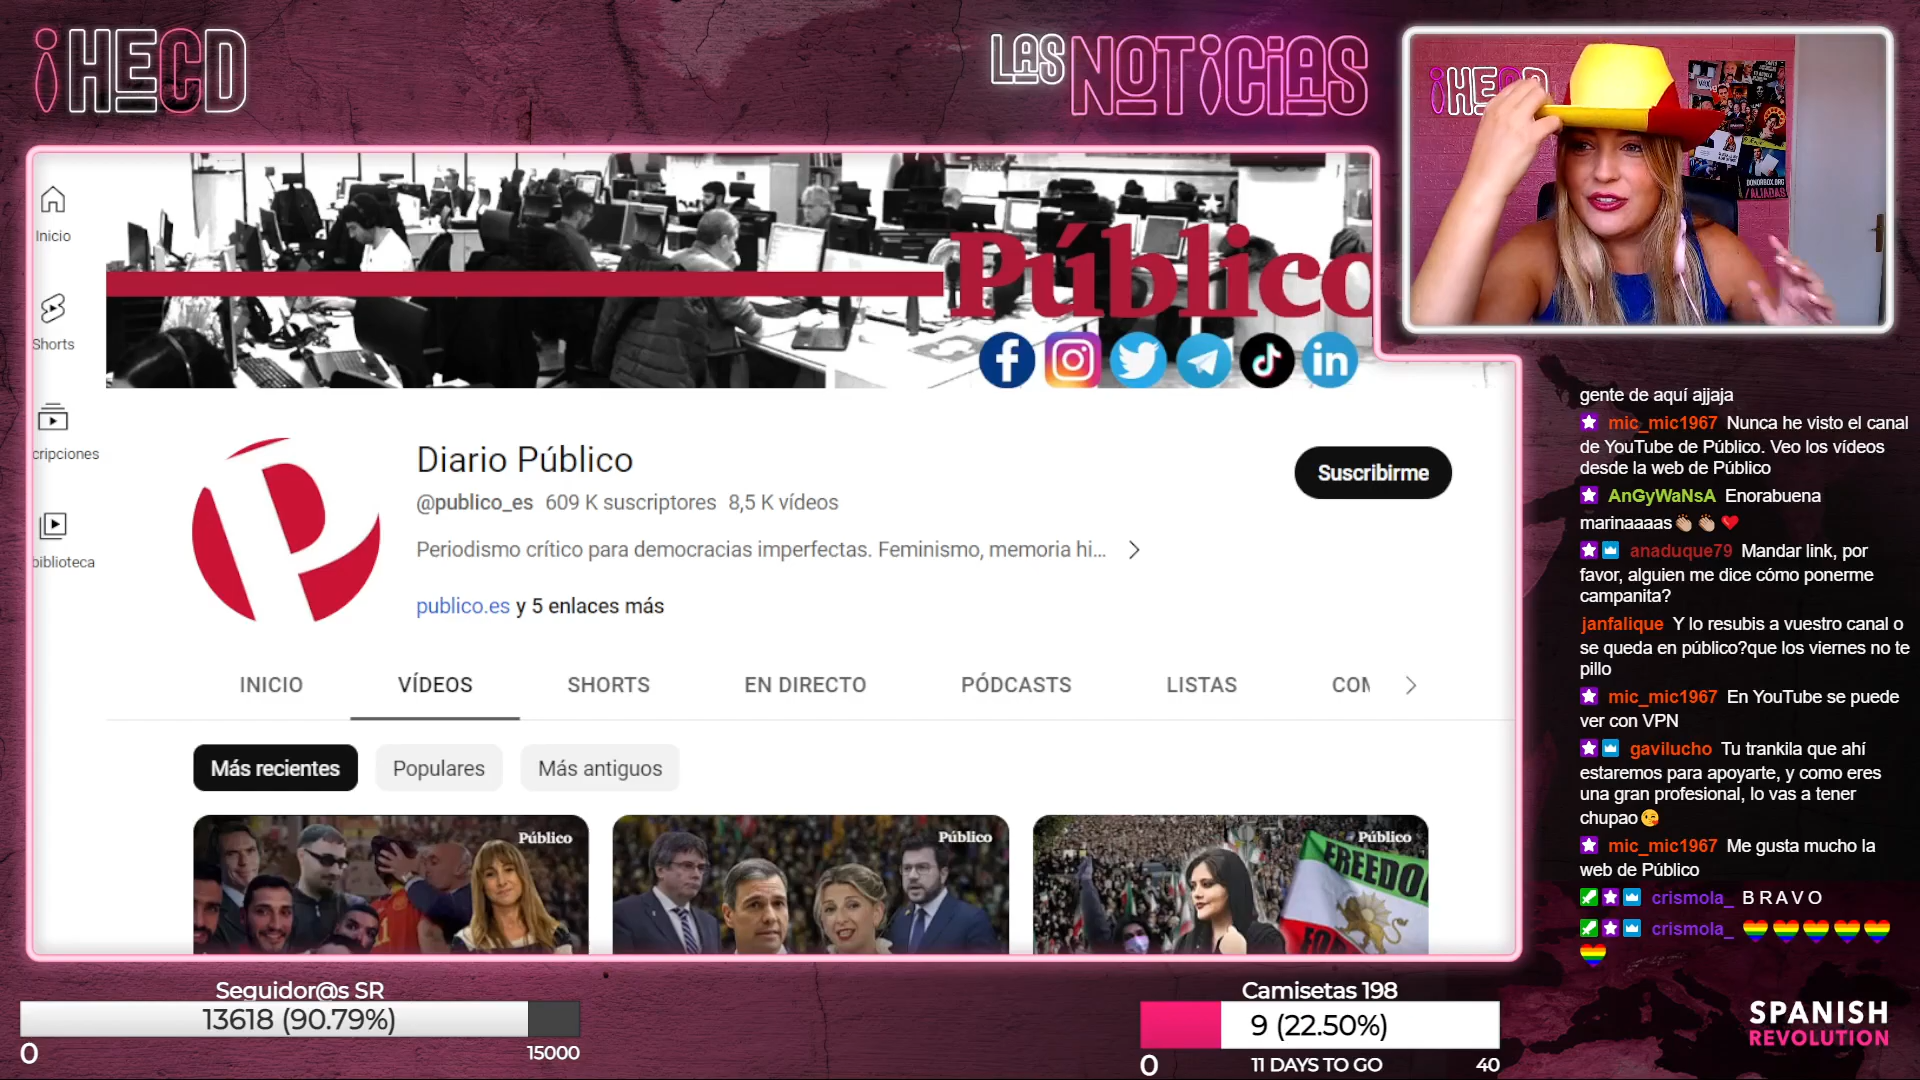 ¡HECD
LAS NOTICIAS
¡HECD
DONORBOX.ORG
/ALIADAS
Inicio
Shorts
cripciones
biblioteca
Público
Diario Público
@publico_es 609 K suscriptores 8,5 K vídeos
Periodismo crítico para democracias imperfectas. Feminismo, memoria hi...
publico.es y 5 enlaces más
Suscribirme
INICIO VÍDEOS SHORTS EN DIRECTO PÓDCASTS LISTAS COM
Más recientes Populares Más antiguos
Público
Público
Público
FREEDO
FO
gente de aquí ajjaja
mic_mic1967 Nunca he visto el canal
de YouTube de Público. Veo los vídeos
desde la web de Público
AnGyWaNsA Enorabuena
marinaaaas👏🏼👏🏼❤️
anaduque79 Mandar link, por
favor, alguien me dice cómo ponerme
campanita?
janfalique Y lo resubis a vuestro canal o
se queda en público?que los viernes no te
pillo
mic_mic1967 En YouTube se puede
ver con VPN
gavilucho Tu trankila que ahí
estaremos para apoyarte, y como eres
una gran profesional, lo vas a tener
chupao😘
mic_mic1967 Me gusta mucho la
web de Público
crismola_ B R A V O
crismola_
Seguidor@s SR
13618 (90.79%)
0 15000
Camisetas 198
9 (22.50%)
0 11 DAYS TO GO 40
SPANISH
REVOLUTION